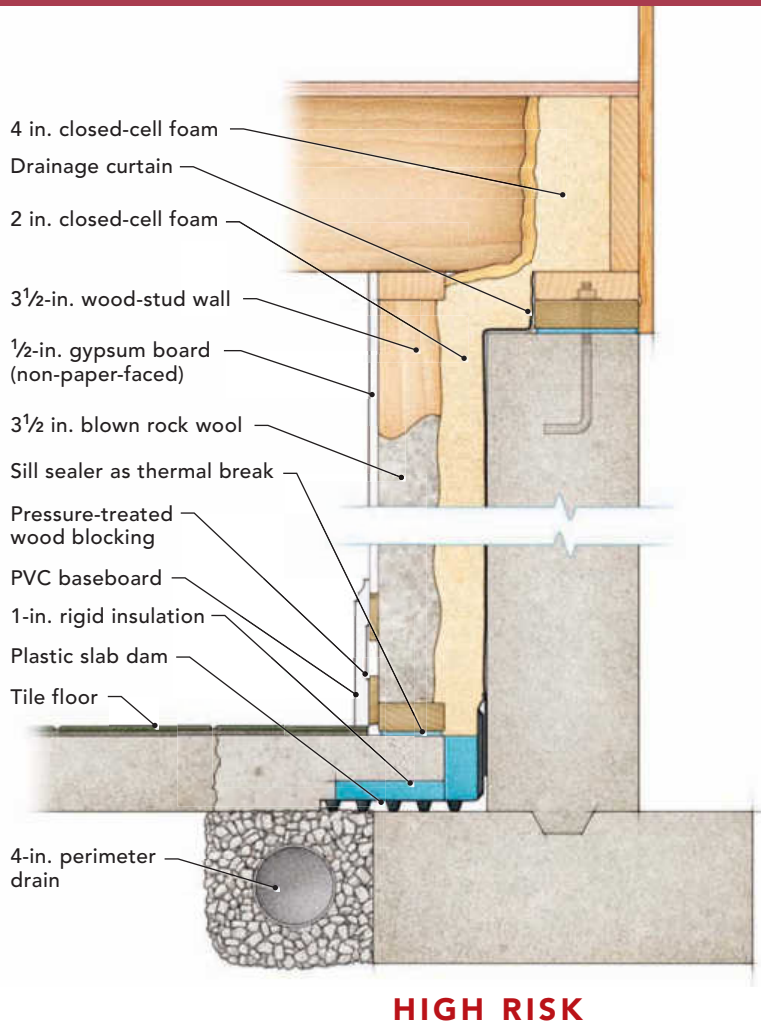 4 in. closed-cell foam
Drainage curtain
2 in. closed-cell foam
3½-in. wood-stud wall
½-in. gypsum board
(non-paper-faced)
3½ in. blown rock wool
Sill sealer as thermal break
Pressure-treated
wood blocking
PVC baseboard
1-in. rigid insulation
Plastic slab dam
Tile floor
4-in. perimeter
drain
HIGH RISK